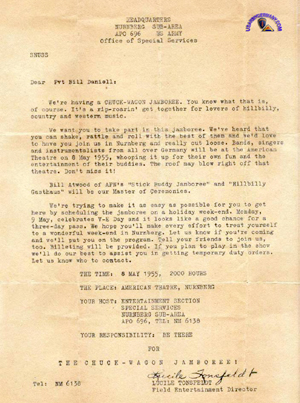 HEADQUARTERS
NURNBERG SUB-AREA
APO 696 US ARMY
Office of Special Services
SNUSS
Dear Pvt Bill Daniell:
We're having a CHUCK-WAGON JAMBOREE. You know what that is,
of course. It's a rip-roarin' get together for lovers of hillbilly,
country and western music.
We want you to take part in this jamboree. We've heard that
you can shake, rattle and roll with the best of them and we'd love
to have you join us in Nurnberg and really cut loose. Bands, singers
and instrumentalists from all over Germany will be at the American
Theatre on 8 May 1955, whooping it up for their own fun and the
entertainment of their buddies. The roof may blow right off that
theatre. Don't miss it!
Bill Atwood of AFN's "Stick Buddy Jamboree" and "Hillbilly
Gasthaus" will be our Master of Ceremonies.
We're trying to make it as easy as possible for you to get
here by scheduling the jamboree on a holiday week-end. Monday,
9 May, celebrates V-E Day and it looks like a good chance for a
three-day pass. We hope you'll make every effort to treat yourself
to a wonderful week-end in Nurnberg. Let us know if you're coming
and we'll put you on the program. Tell your friends to join us,
too. Billeting will be provided. If you plan to play in the show
we'll do our best to assist you in getting temporary duty orders.
Let us know who to contact.
THE TIME: 8 MAY 1955, 2000 HOURS
THE PLACE: AMERICAN THEATRE, NURNBERG
YOUR HOST: ENTERTAINMENT SECTION
SPECIAL SERVICES
NURNBERG SUB-AREA
APO 696, TEL: NM 6138
YOUR RESPONSIBILITY: BE THERE
FOR
THE CHUCK-WAGON JAMBOREE!
Lucile Tonsfeldt
Tel: NM 6138 LUCILE TONSFELDT
Field Entertainment Director